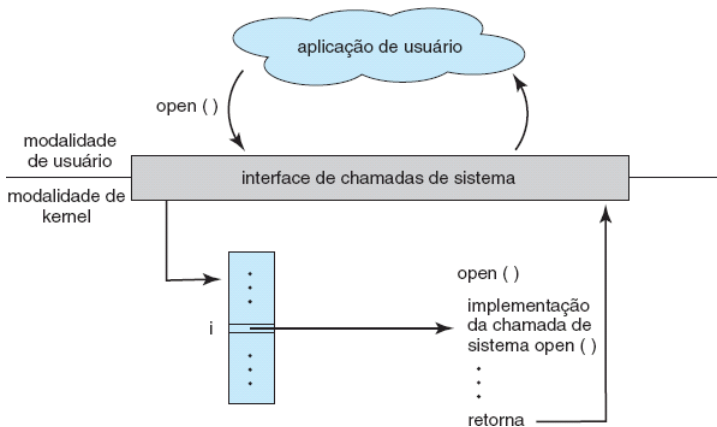 aplicação de usuário
open ( )
modalidade
de usuário
interface de chamadas de sistema
modalidade de
kernel
open ( )
i
implementação
da chamada de
sistema open ( )
retorna